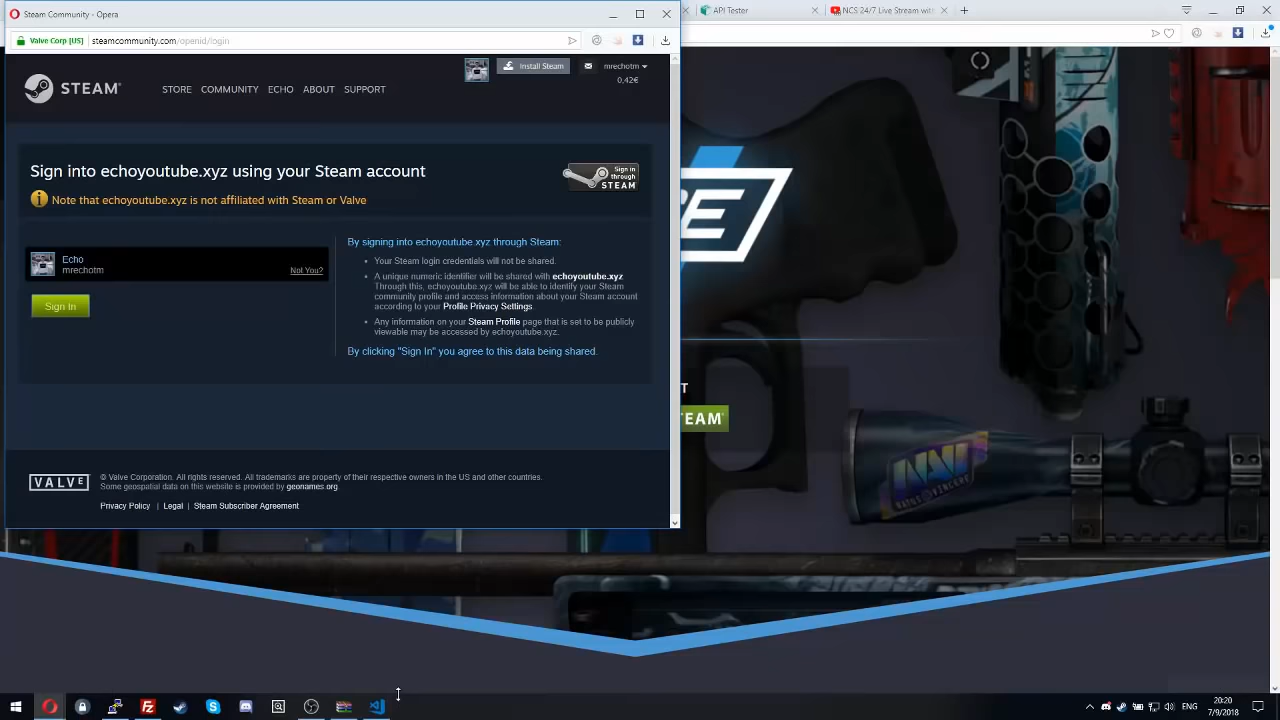 Steam Community - Opera
API Tester
NCS 24/7 Live Stream with
Valve Corp [US]
steamcommunity.com/openid/login
STEAM
STORE
COMMUNITY
ECHO
ABOUT
SUPPORT
Install Steam
mrechotm
0,42€
Sign into echoyoutube.xyz using your Steam account
Note that echoyoutube.xyz is not affiliated with Steam or Valve
Sign in
through
STEAM
Echo
mrechotm
Not You?
Sign In
By signing into echoyoutube.xyz through Steam:
Your Steam login credentials will not be shared.
A unique numeric identifier will be shared with echoyoutube.xyz
Through this, echoyoutube.xyz will be able to identify your Steam
community profile and access information about your Steam account
according to your Profile Privacy Settings.
Any information on your Steam Profile page that is set to be publicly
viewable may be accessed by echoyoutube.xyz.
By clicking "Sign In" you agree to this data being shared.
VALVE
© Valve Corporation. All rights reserved. All trademarks are property of their respective owners in the US and other countries.
Some geospatial data on this website is provided by geonames.org.
Privacy Policy | Legal | Steam Subscriber Agreement
E
T
EAM
NAVI
ENG
20:20
7/9/2018